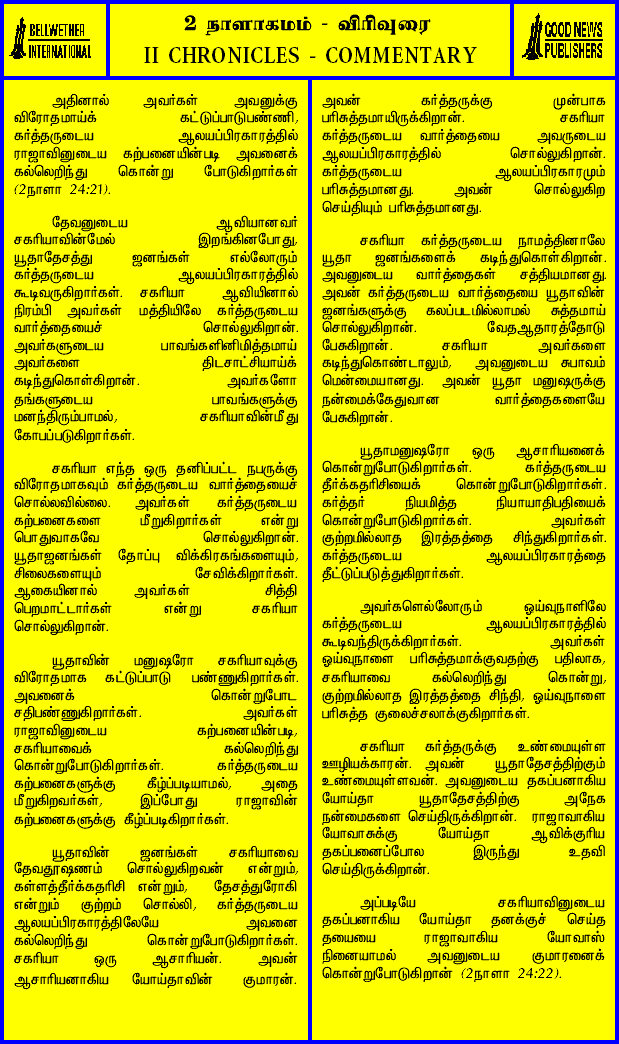 BELLWETHER
INTERNATIONAL
2 நாளாகமம் - விரிவுரை
II CHRONICLES - COMMENTARY
GOOD NEWS
PUBLISHERS
அதினால் அவர்கள் அவனுக்கு
விரோதமாய்க் கட்டுப்பாடுபண்ணி,
கர்த்தருடைய ஆலயப்பிரகாரத்தில்
ராஜாவினுடைய கற்பனையின்படி அவனைக்
கல்லெறிந்து கொன்று போடுகிறார்கள்
(2நாளா 24:21).
தேவனுடைய ஆவியானவர்
சகரியாவின்மேல் இறங்கினபோது,
யூதாதேசத்து ஜனங்கள் எல்லோரும்
கர்த்தருடைய ஆலயப்பிரகாரத்தில்
கூடிவருகிறார்கள். சகரியா ஆவியினால்
நிரம்பி அவர்கள் மத்தியிலே கர்த்தருடைய
வார்த்தையைச் சொல்லுகிறான்.
அவர்களுடைய பாவங்களினிமித்தமாய்
அவர்களை திடசாட்சியாய்க்
கடிந்துகொள்கிறான். அவர்களோ
தங்களுடைய பாவங்களுக்கு
மனந்திரும்பாமல், சகரியாவின்மீது
கோபப்படுகிறார்கள்.
சகரியா எந்த ஒரு தனிப்பட்ட நபருக்கு
விரோதமாகவும் கர்த்தருடைய வார்த்தையைச்
சொல்லவில்லை. அவர்கள் கர்த்தருடைய
கற்பனைகளை மீறுகிறார்கள் என்று
பொதுவாகவே சொல்லுகிறான்.
யூதாஜனங்கள் தோப்பு விக்கிரகங்களையும்,
சிலைகளையும் சேவிக்கிறார்கள்.
ஆகையினால் அவர்கள் சித்தி
பெறமாட்டார்கள் என்று சகரியா
சொல்லுகிறான்.
யூதாவின் மனுஷரோ சகரியாவுக்கு
விரோதமாக கட்டுப்பாடு பண்ணுகிறார்கள்.
அவனைக் கொன்றுபோட
சதிபண்ணுகிறார்கள். அவர்கள்
ராஜாவினுடைய கற்பனையின்படி,
சகரியாவைக் கல்லெறிந்து
கொன்றுபோடுகிறார்கள். கர்த்தருடைய
கற்பனைகளுக்கு கீழ்ப்படியாமல், அதை
மீறுகிறவர்கள், இப்போது ராஜாவின்
கற்பனைகளுக்கு கீழ்ப்படிகிறார்கள்.
யூதாவின் ஜனங்கள் சகரியாவை
தேவதூஷணம் சொல்லுகிறவன் என்றும்,
கள்ளத்தீர்க்கதரிசி என்றும், தேசத்துரோகி
என்றும் குற்றம் சொல்லி, கர்த்தருடைய
ஆலயப்பிரகாரத்திலேயே அவனை
கல்லெறிந்து கொன்றுபோடுகிறார்கள்.
சகரியா ஒரு ஆசாரியன். அவன்
ஆசாரியனாகிய யோய்தாவின் குமாரன்.
அவன் கர்த்தருக்கு முன்பாக
பரிசுத்தமாயிருக்கிறான். சகரியா
கர்த்தருடைய வார்த்தையை அவருடைய
ஆலயப்பிரகாரத்தில் சொல்லுகிறான்.
கர்த்தருடைய ஆலயப்பிரகாரமும்
பரிசுத்தமானது. அவன் சொல்லுகிற
செய்தியும் பரிசுத்தமானது.
சகரியா கர்த்தருடைய நாமத்தினாலே
யூதா ஜனங்களைக் கடிந்துகொள்கிறான்.
அவனுடைய வார்த்தைகள் சத்தியமானது.
அவன் கர்த்தருடைய வார்த்தையை யூதாவின்
ஜனங்களுக்கு கலப்படமில்லாமல் சுத்தமாய்
சொல்லுகிறான். வேதஆதாரத்தோடு
பேசுகிறான். சகரியா அவர்களை
கடிந்துகொண்டாலும், அவனுடைய சுபாவம்
மென்மையானது. அவன் யூதா மனுஷருக்கு
நன்மைக்கேதுவான வார்த்தைகளையே
பேசுகிறான்.
யூதாமனுஷரோ ஒரு ஆசாரியனைக்
கொன்றுபோடுகிறார்கள். கர்த்தருடைய
தீர்க்கதரிசியைக் கொன்றுபோடுகிறார்கள்.
கர்த்தர் நியமித்த நியாயாதிபதியைக்
கொன்றுபோடுகிறார்கள். அவர்கள்
குற்றமில்லாத இரத்தத்தை சிந்துகிறார்கள்.
கர்த்தருடைய ஆலயப்பிரகாரத்தை
தீட்டுப்படுத்துகிறார்கள்.
அவர்களெல்லோரும் ஓய்வுநாளிலே
கர்த்தருடைய ஆலயப்பிரகாரத்தில்
கூடிவந்திருக்கிறார்கள். அவர்கள்
ஓய்வுநாளை பரிசுத்தமாக்குவதற்கு பதிலாக,
சகரியாவை கல்லெறிந்து கொன்று,
குற்றமில்லாத இரத்தத்தை சிந்தி, ஓய்வுநாளை
பரிசுத்த குலைச்சலாக்குகிறார்கள்.
சகரியா கர்த்தருக்கு உண்மையுள்ள
ஊழியக்காரன். அவன் யூதாதேசத்திற்கும்
உண்மையுள்ளவன். அவனுடைய தகப்பனாகிய
யோய்தா யூதாதேசத்திற்கு அநேக
நன்மைகளை செய்திருக்கிறான். ராஜாவாகிய
யோவாசுக்கு யோய்தா ஆவிக்குரிய
தகப்பனைப்போல இருந்து உதவி
செய்திருக்கிறான்.
அப்படியே சகரியாவினுடைய
தகப்பனாகிய யோய்தா தனக்குச் செய்த
தயையை ராஜாவாகிய யோவாஸ்
நினையாமல் அவனுடைய குமாரனைக்
கொன்றுபோடுகிறான் (2நாளா 24:22).